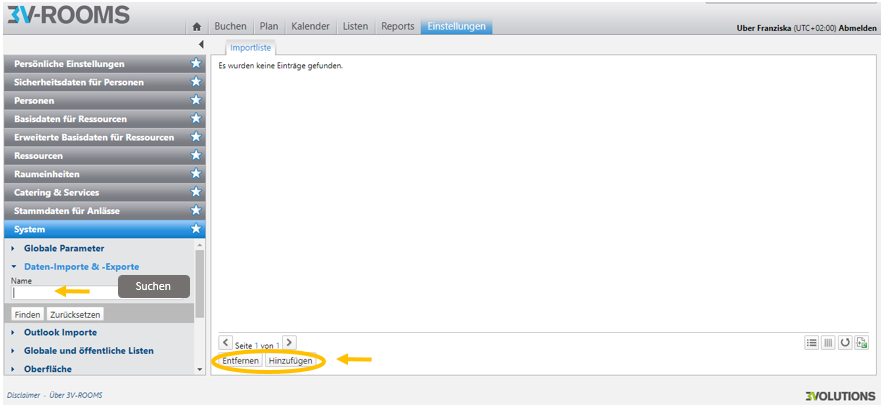 3V-ROOMS
Buchen Plan Kalender Listen Reports Einstellungen
Uber Franziska (UTC+02:00) Abmelden
Importliste
Es wurden keine Einträge gefunden.
Persönliche Einstellungen
Sicherheitsdaten für Personen
Personen
Basisdaten für Ressourcen
Erweiterte Basisdaten für Ressourcen
Ressourcen
Raumeinheiten
Catering & Services
Stammdaten für Anlässe
System
Globale Parameter
Daten-Importe & -Exporte
Name
Suchen
Finden Zurücksetzen
Outlook Importe
Globale und öffentliche Listen
Oberfläche
Seite 1 von 1
Entfernen Hinzufügen
Disclaimer - Über 3V-ROOMS
3VOLUTIONS